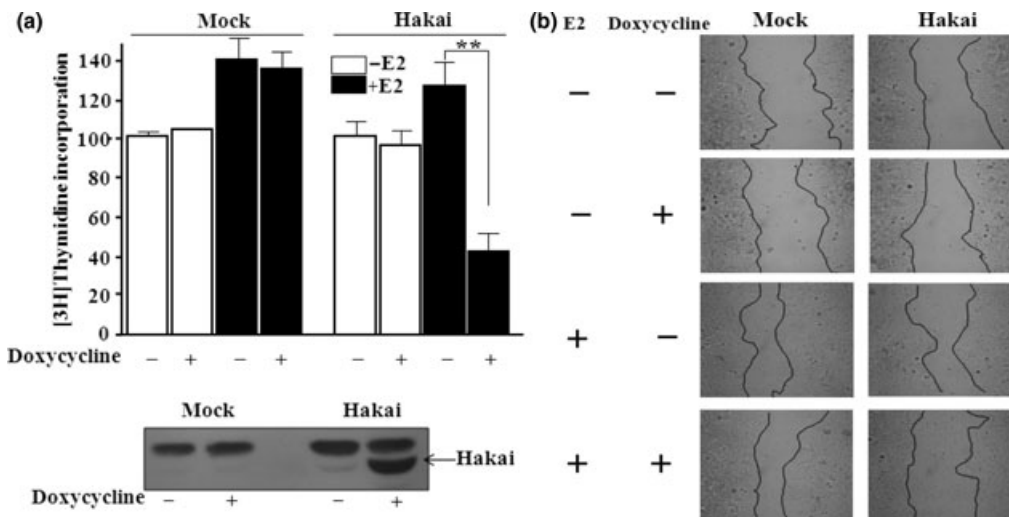 (a)
Mock Hakai
[3H]Thymidine incorporation
140
120
100
80
60
40
20
0
−E2
+E2
**
Doxycycline − + − + − + − +
Mock Hakai
Hakai
Doxycycline − + − +
(b) E2 Doxycycline Mock Hakai
− −
− +
+ −
+ +